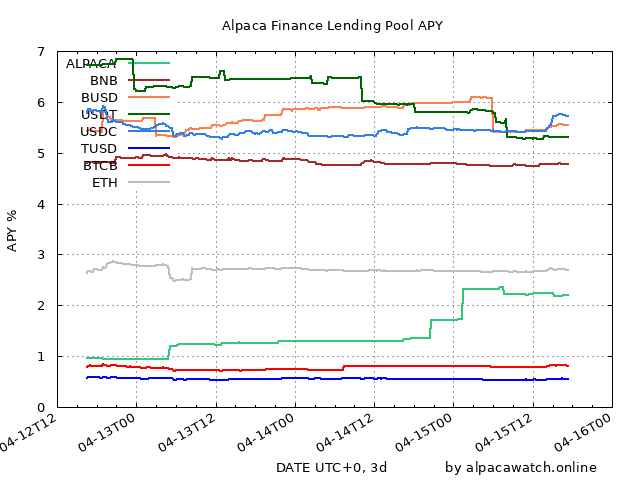 Alpaca Finance Lending Pool APY
7
6
5
4
3
2
1
0
APY %
ALPACA
BNB
BUSD
USDT
USDC
TUSD
BTCB
ETH
04-12T12
04-13T00
04-13T12
04-14T00
04-14T12
04-15T00
04-15T12
04-16T00
DATE UTC+0, 3d
by alpacawatch.online